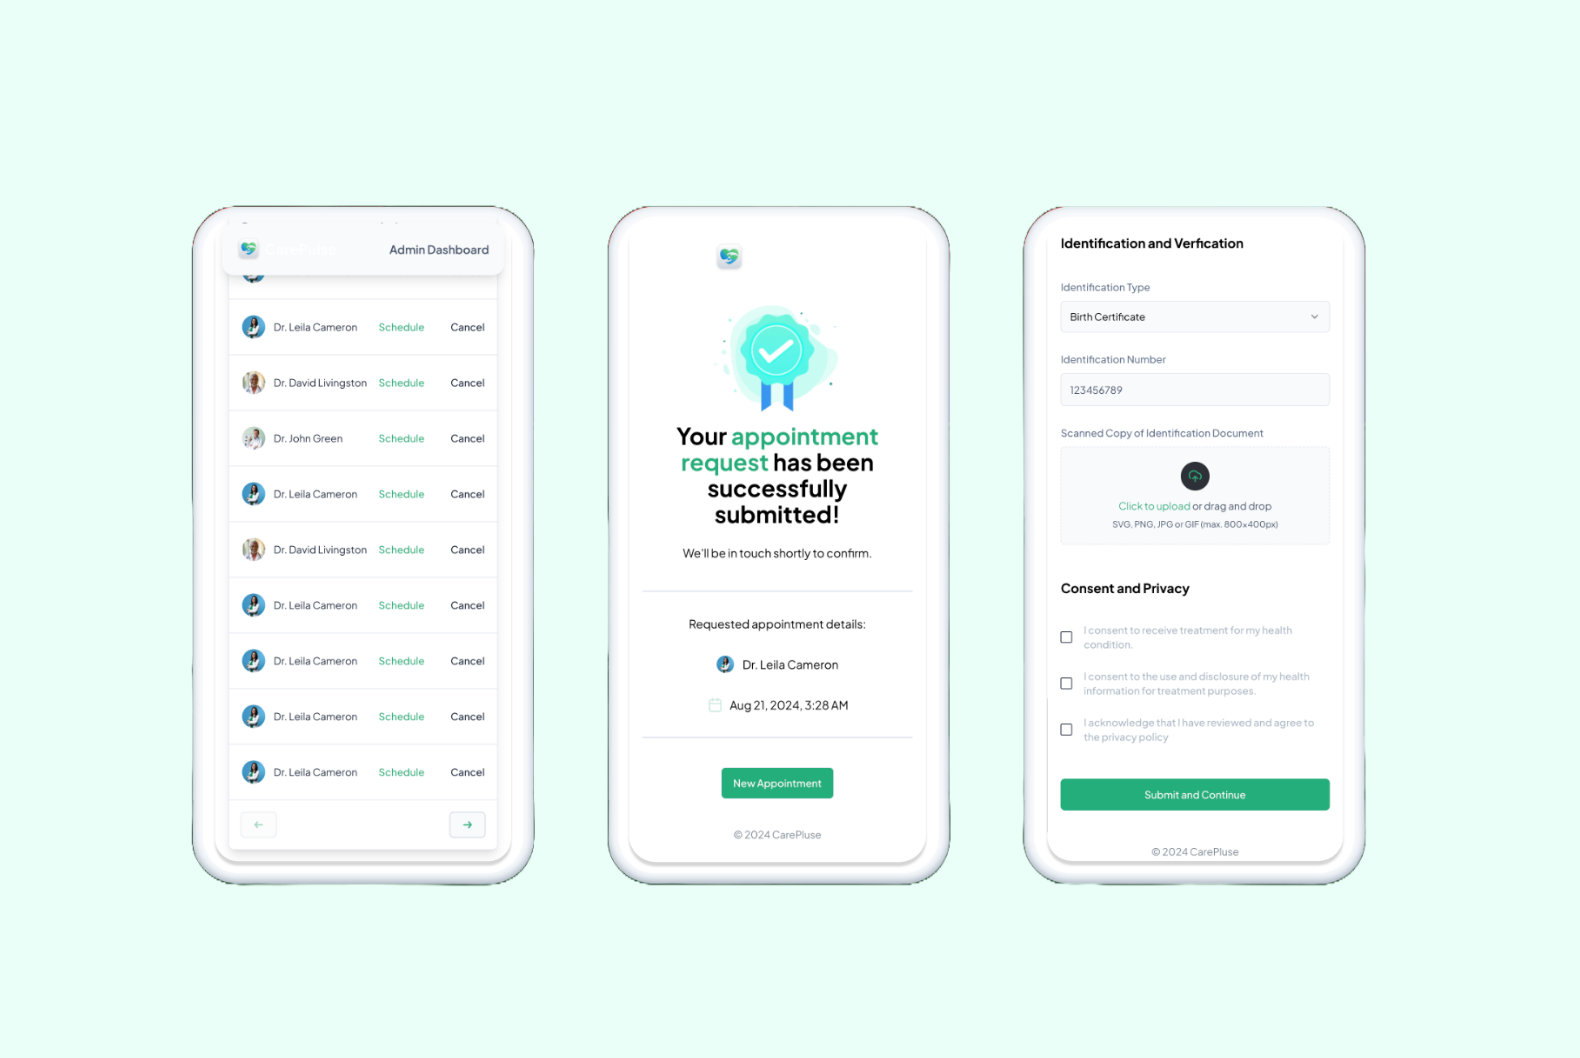 CarePulse
Admin Dashboard
Dr. Leila Cameron Schedule Cancel
Dr. David Livingston Schedule Cancel
Dr. John Green Schedule Cancel
Dr. Leila Cameron Schedule Cancel
Dr. David Livingston Schedule Cancel
Dr. Leila Cameron Schedule Cancel
Dr. Leila Cameron Schedule Cancel
Dr. Leila Cameron Schedule Cancel
Dr. Leila Cameron Schedule Cancel
Your appointment
request has been
successfully
submitted!
We'll be in touch shortly to confirm.
Requested appointment details:
Dr. Leila Cameron
Aug 21, 2024, 3:28 AM
New Appointment
© 2024 CarePluse
Identification and Verfication
Identification Type
Birth Certificate
Identification Number
123456789
Scanned Copy of Identification Document
Click to upload or drag and drop
SVG, PNG, JPG or GIF (max. 800x400px)
Consent and Privacy
I consent to receive treatment for my health
condition.
I consent to the use and disclosure of my health
information for treatment purposes.
I acknowledge that I have reviewed and agree to
the privacy policy
Submit and Continue
© 2024 CarePluse